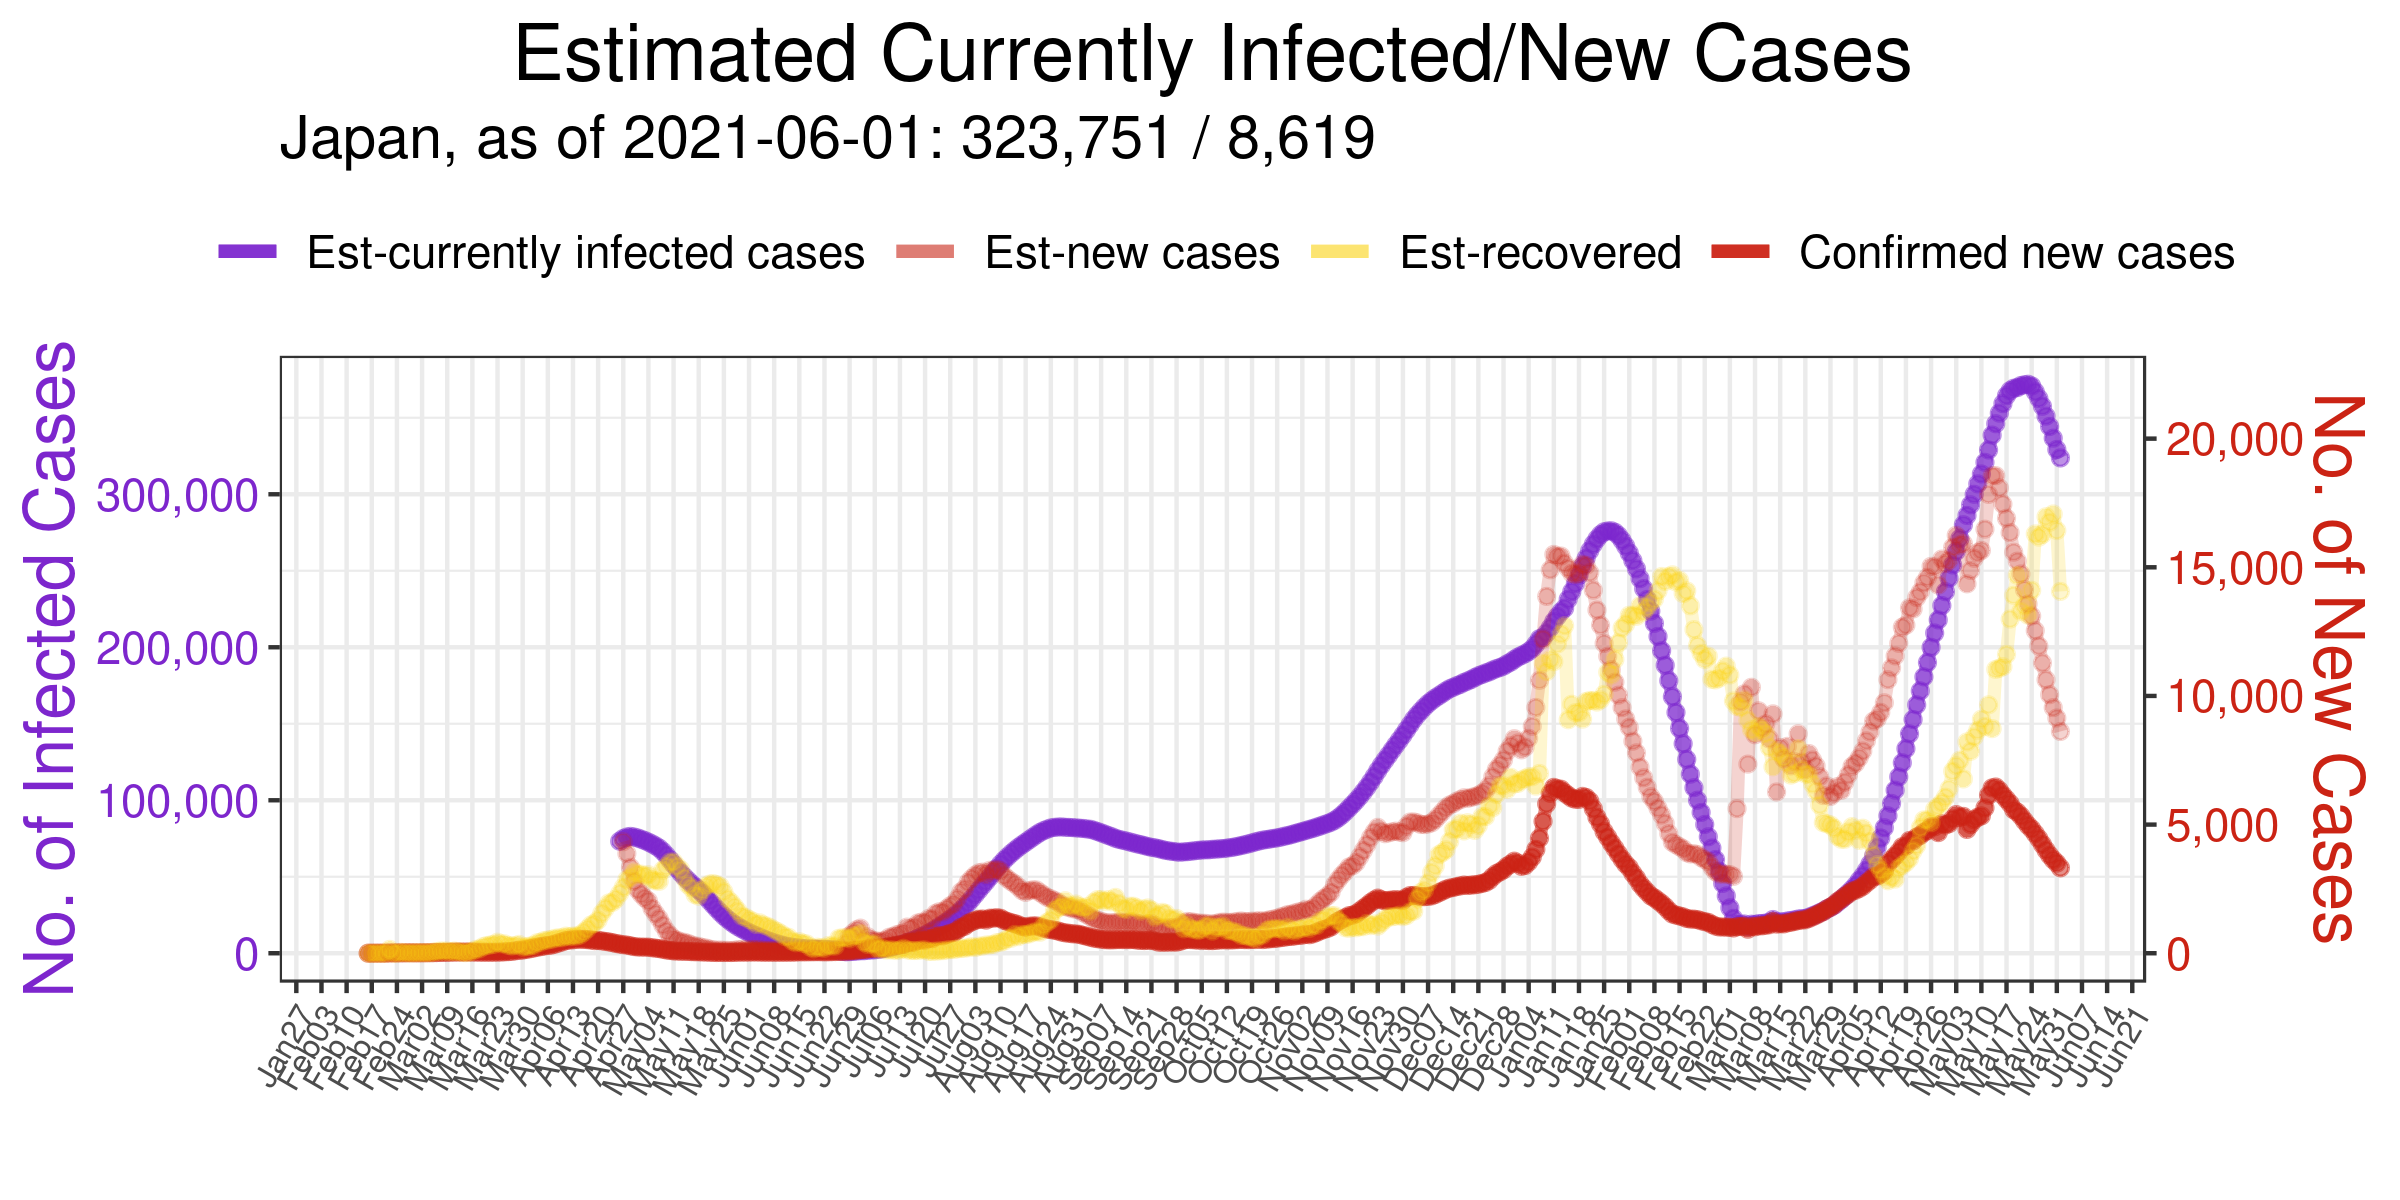 Estimated Currently Infected/New Cases
Japan, as of 2021-06-01: 323,751 / 8,619
Est-currently infected cases Est-new cases Est-recovered Confirmed new cases
No. of Infected Cases
300,000
200,000
100,000
0
20,000
15,000
10,000
5,000
0
No. of New Cases
Jan27
Feb03
Feb10
Feb17
Feb24
Mar02
Mar09
Mar16
Mar23
Mar30
Apr06
Apr13
Apr20
Apr27
May04
May11
May18
May25
Jun01
Jun08
Jun15
Jun22
Jun29
Jul06
Jul13
Jul20
Jul27
Aug03
Aug10
Aug17
Aug24
Aug31
Sep07
Sep14
Sep21
Sep28
Oct05
Oct12
Oct19
Oct26
Nov02
Nov09
Nov16
Nov23
Nov30
Dec07
Dec14
Dec21
Dec28
Jan04
Jan11
Jan18
Jan25
Feb01
Feb08
Feb15
Feb22
Mar01
Mar08
Mar15
Mar22
Mar29
Apr05
Apr12
Apr19
Apr26
May03
May10
May17
May24
May31
Jun07
Jun14
Jun21